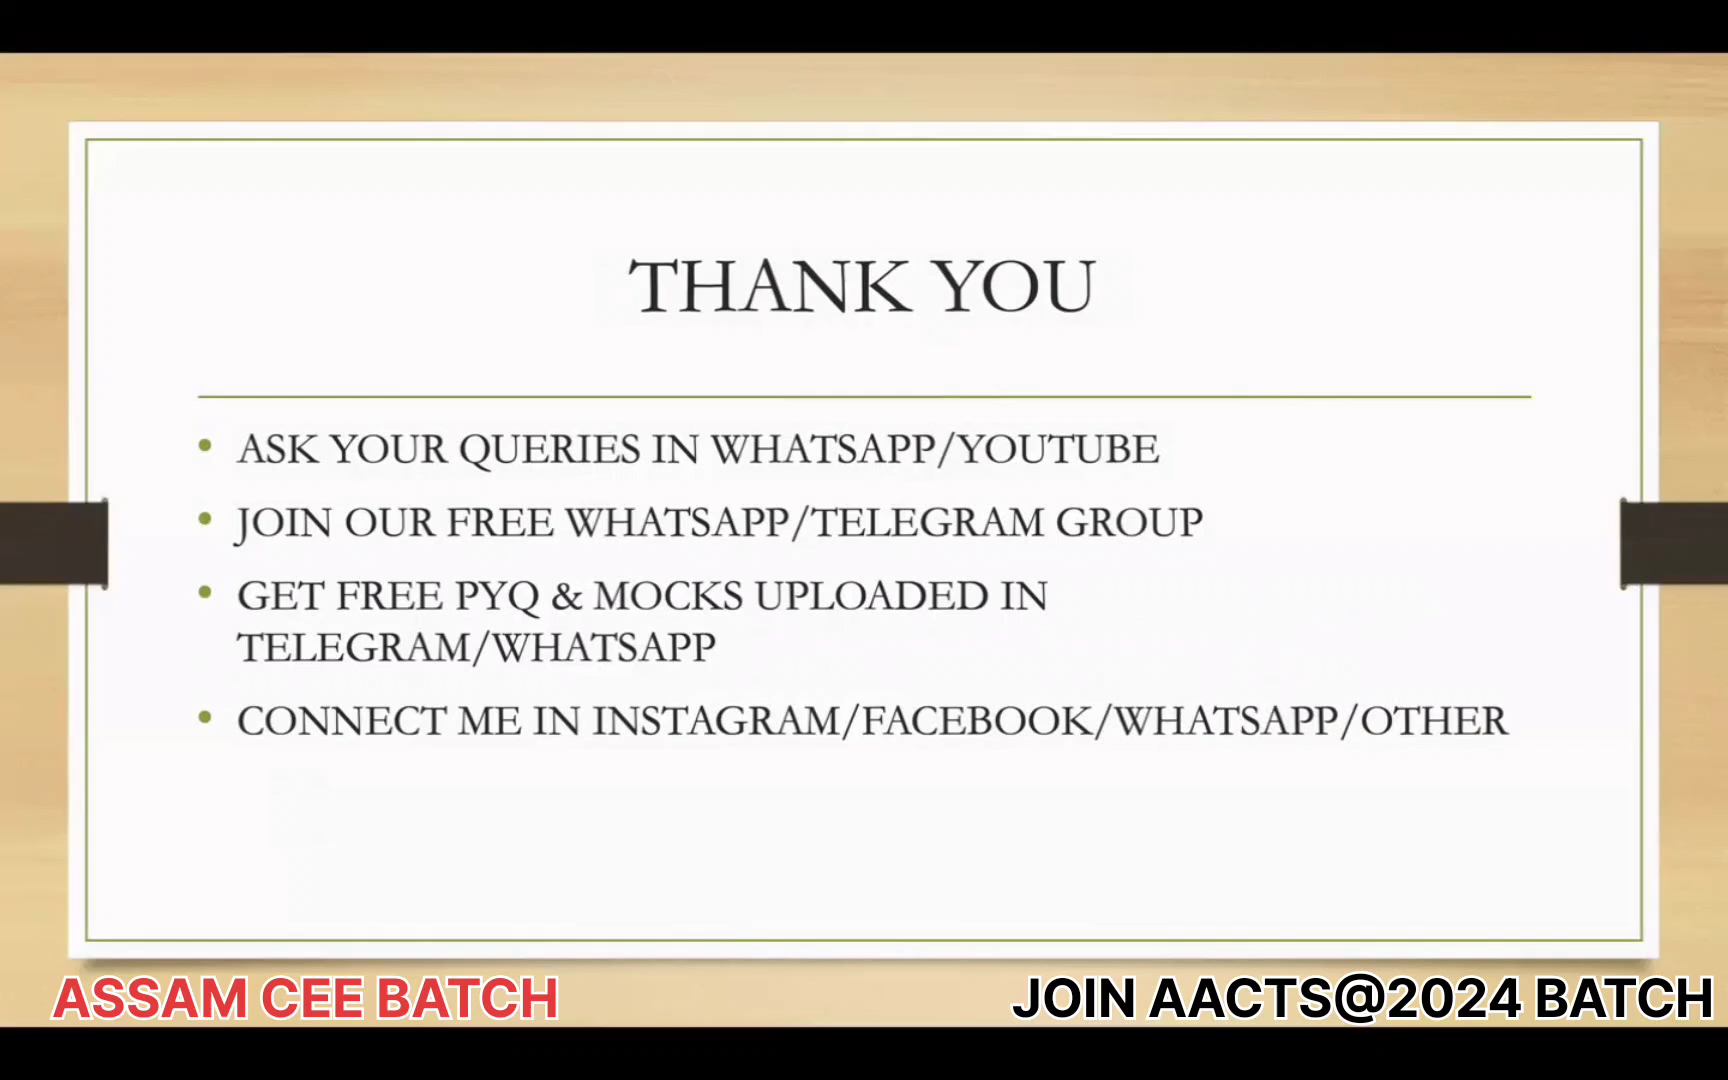 THANK YOU
• ASK YOUR QUERIES IN WHATSAPP/YOUTUBE
• JOIN OUR FREE WHATSAPP/TELEGRAM GROUP
• GET FREE PYQ & MOCKS UPLOADED IN
TELEGRAM/WHATSAPP
• CONNECT ME IN INSTAGRAM/FACEBOOK/WHATSAPP/OTHER
ASSAM CEE BATCH
JOIN AACTS@2024 BATCH